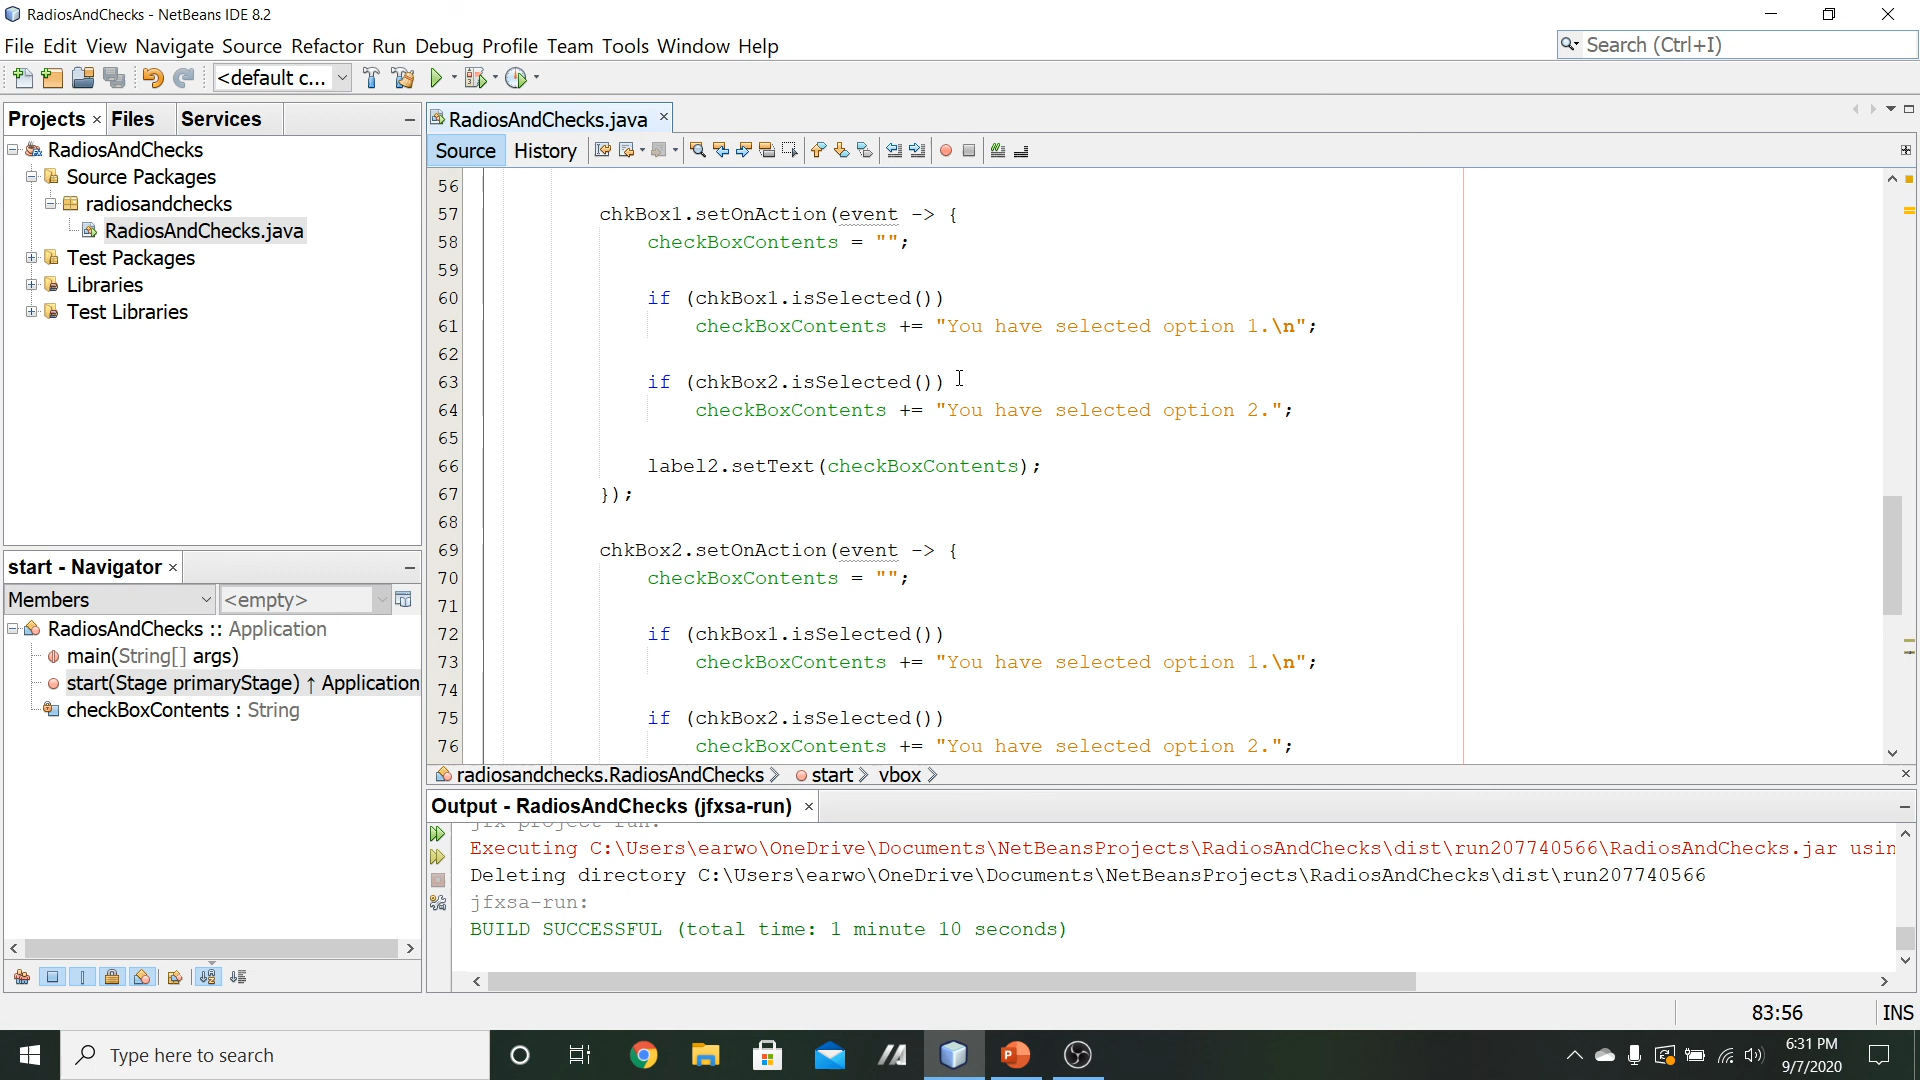 RadiosAndChecks - NetBeans IDE 8.2
File Edit View Navigate Source Refactor Run Debug Profile Team Tools Window Help
Search (Ctrl+I)
<default c...
Projects × Files Services
RadiosAndChecks.java ×
Source History
RadiosAndChecks
Source Packages
radiosandchecks
RadiosAndChecks.java
Test Packages
Libraries
Test Libraries
56
57 chkBox1.setOnAction(event -> {
58 checkBoxContents = "";
59
60 if (chkBox1.isSelected())
61 checkBoxContents += "You have selected option 1.\n";
62
63 if (chkBox2.isSelected())
64 checkBoxContents += "You have selected option 2.";
65
66 label2.setText(checkBoxContents);
67 });
68
69 chkBox2.setOnAction(event -> {
70 checkBoxContents = "";
71
72 if (chkBox1.isSelected())
73 checkBoxContents += "You have selected option 1.\n";
74
75 if (chkBox2.isSelected())
76 checkBoxContents += "You have selected option 2.";
radiosandchecks.RadiosAndChecks start vbox
start - Navigator ×
Members <empty>
RadiosAndChecks :: Application
main(String[] args)
start(Stage primaryStage) ↑ Application
checkBoxContents : String
Output - RadiosAndChecks (jfxsa-run) ×
jfx-project-run:
Executing C:\Users\earwo\OneDrive\Documents\NetBeansProjects\RadiosAndChecks\dist\run207740566\RadiosAndChecks.jar usin
Deleting directory C:\Users\earwo\OneDrive\Documents\NetBeansProjects\RadiosAndChecks\dist\run207740566
jfxsa-run:
BUILD SUCCESSFUL (total time: 1 minute 10 seconds)
83:56 INS
Type here to search
6:31 PM
9/7/2020